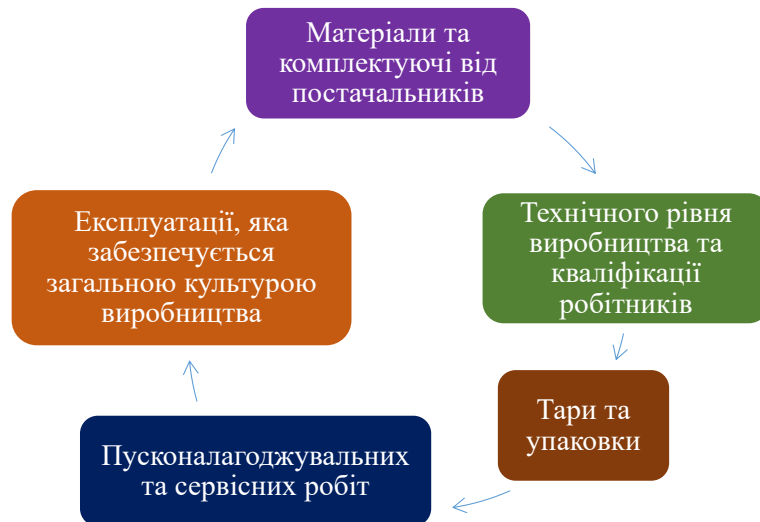 Матеріали та
комплектуючі від
постачальників
Технічного рівня
виробництва та
кваліфікації
робітників
Тари та
упаковки
Пусконалагоджувальних
та сервісних робіт
Експлуатації, яка
забезпечується
загальною культурою
виробництва